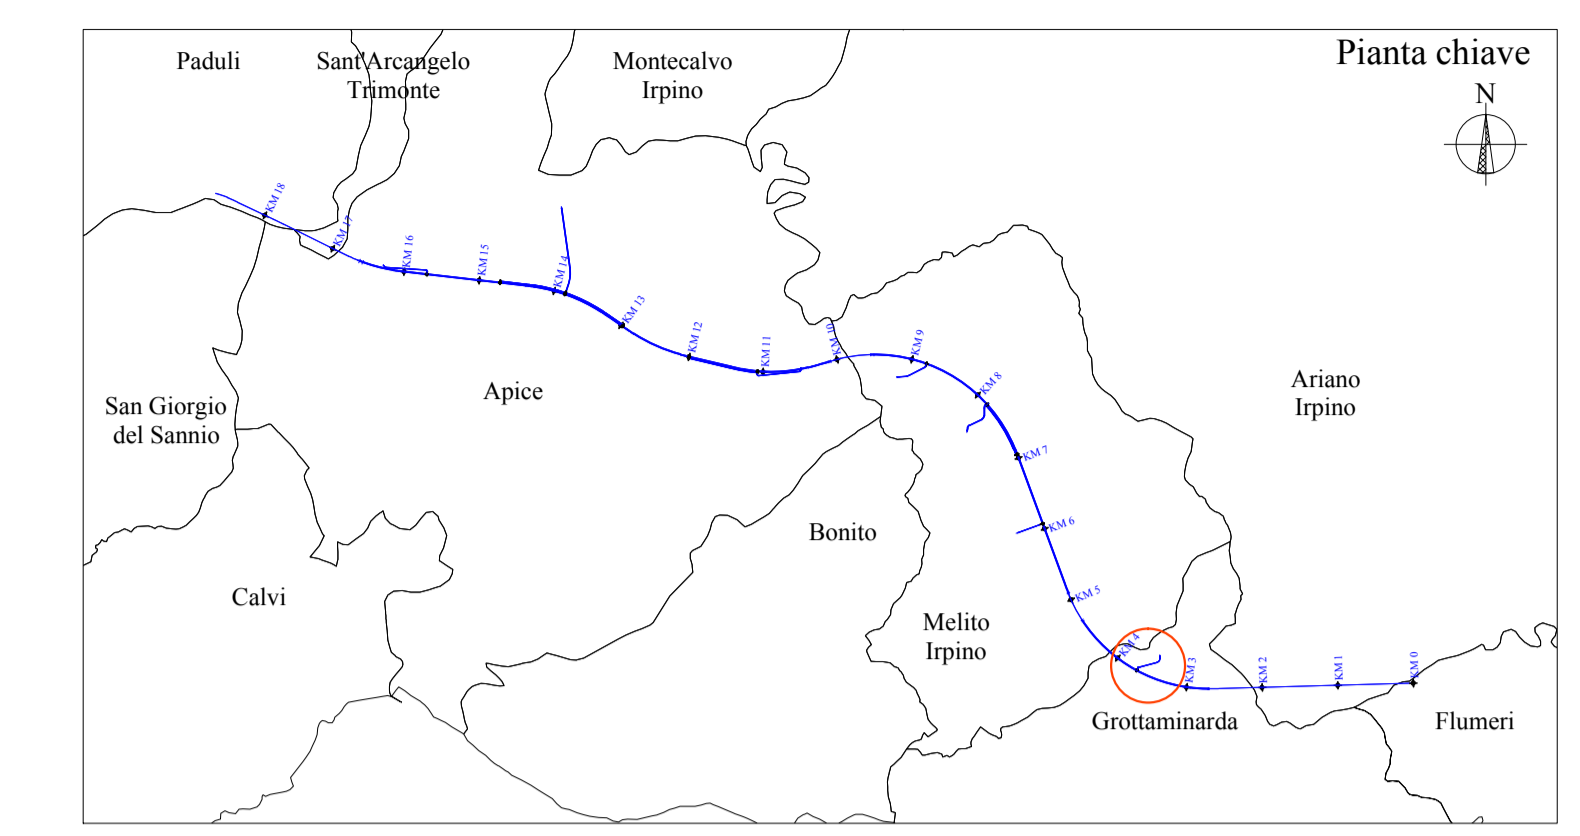 Pianta chiave
N
Paduli
Sant'Arcangelo
Trimonte
Montecalvo
Irpino
KM 18
KM 17
KM 16
KM 15
KM 14
KM 13
KM 12
KM 11
KM 10
KM 9
KM 8
KM 7
KM 6
KM 5
KM 4
KM 3
KM 2
KM 1
KM 0
Apice
Ariano
Irpino
San Giorgio
del Sannio
Bonito
Calvi
Melito
Irpino
Grottaminarda
Flumeri